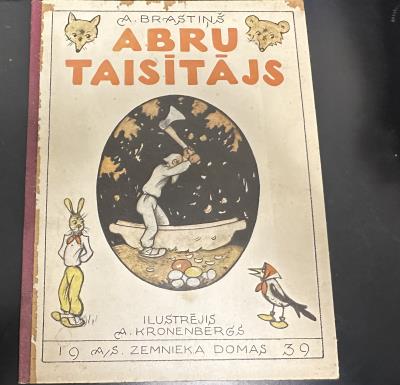 A. BRASTIŅŠ
ABRU
TAISĪTĀJS
ILUSTRĒJIS
A. KRONENBERGS
19 A/S. ZEMNIEKA DOMAS 39